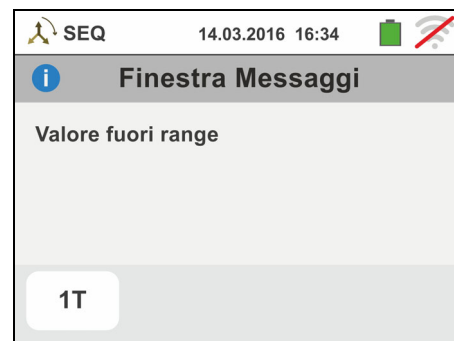 SEQ 14.03.2016 16:34
Finestra Messaggi
Valore fuori range
1T